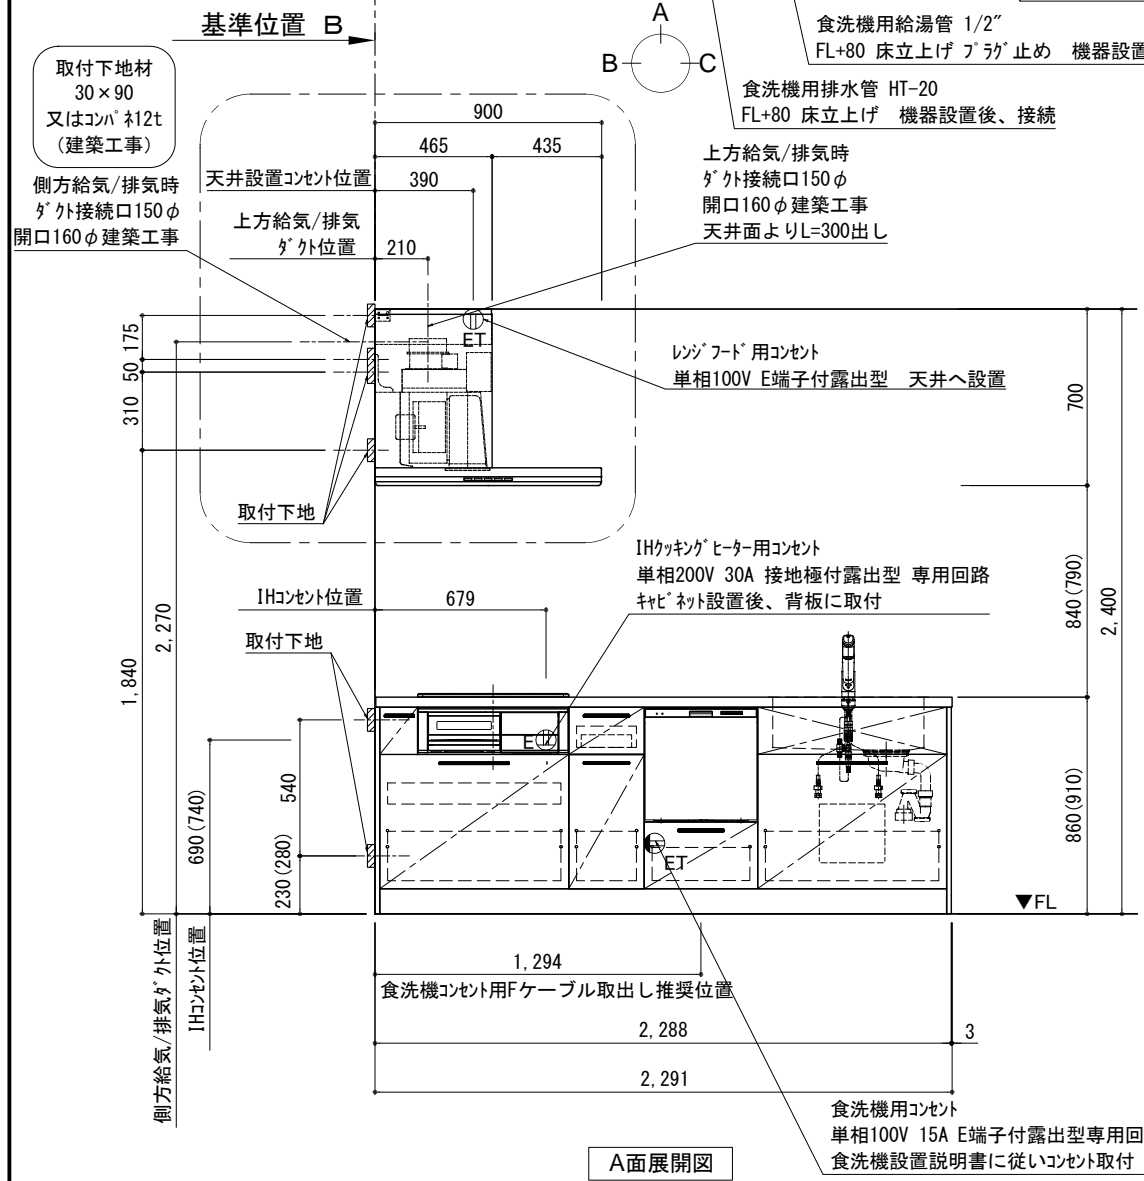 基準位置 B
A
B
C
食洗機用給湯管 1/2″
FL+80 床立上げ プラグ止め 機器設置
食洗機用排水管 HT-20
FL+80 床立上げ 機器設置後、接続
取付下地材
30×90
又はコンパネ12t
(建築工事)
900
465
435
天井設置コンセント位置
390
上方給気/排気
ダクト位置
210
側方給気/排気時
ダクト接続口150φ
開口160φ建築工事
上方給気/排気時
ダクト接続口150φ
開口160φ建築工事
天井面よりL=300出し
ET
レンジフード用コンセント
単相100V E端子付露出型 天井へ設置
175
50
310
700
取付下地
IHクッキングヒーター用コンセント
単相200V 30A 接地極付露出型 専用回路
キャビネット設置後、背板に取付
IHコンセント位置
679
取付下地
2,270
1,840
840(790)
2,400
E
540
690(740)
230(280)
860(910)
ET
▼FL
側方給気/排気ダクト位置
IHコンセント位置
1,294
食洗機コンセント用Fケーブル取出し推奨位置
2,288
3
2,291
食洗機用コンセント
単相100V 15A E端子付露出型専用回
食洗機設置説明書に従いコンセント取付
A面展開図